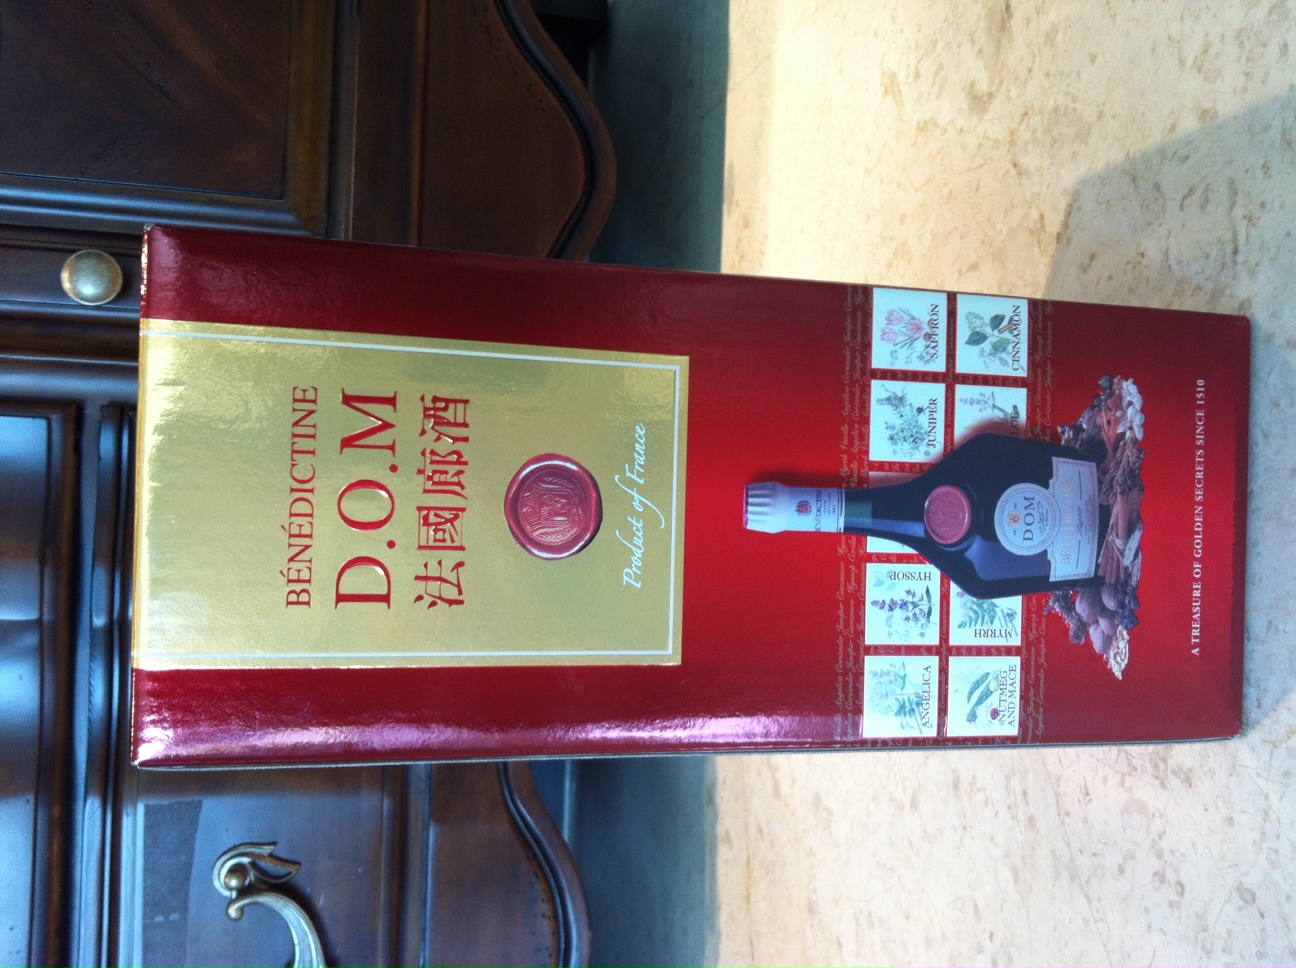 BÉNÉDICTINE
D.O.M
法國廊酒
Product of France
ANGELICA
HYSSOP
JUNIPER
SAFFRON
NUTMEG
AND MACE
MYRRH
CINNAMON
DOM
A TREASURE OF GOLDEN SECRETS SINCE 1510